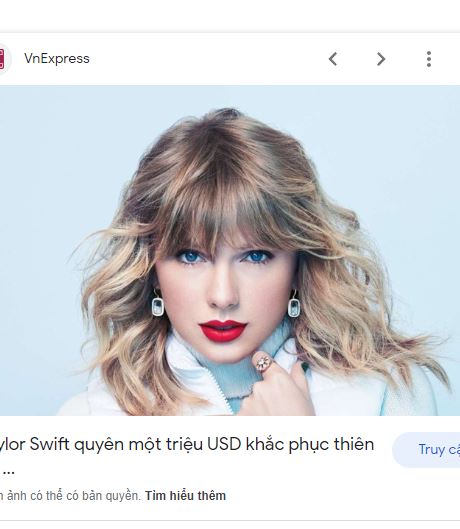 VnExpress
ylor Swift quyên một triệu USD khắc phục thiên
...
Truy cậ
n ảnh có thể có bản quyền. Tìm hiểu thêm